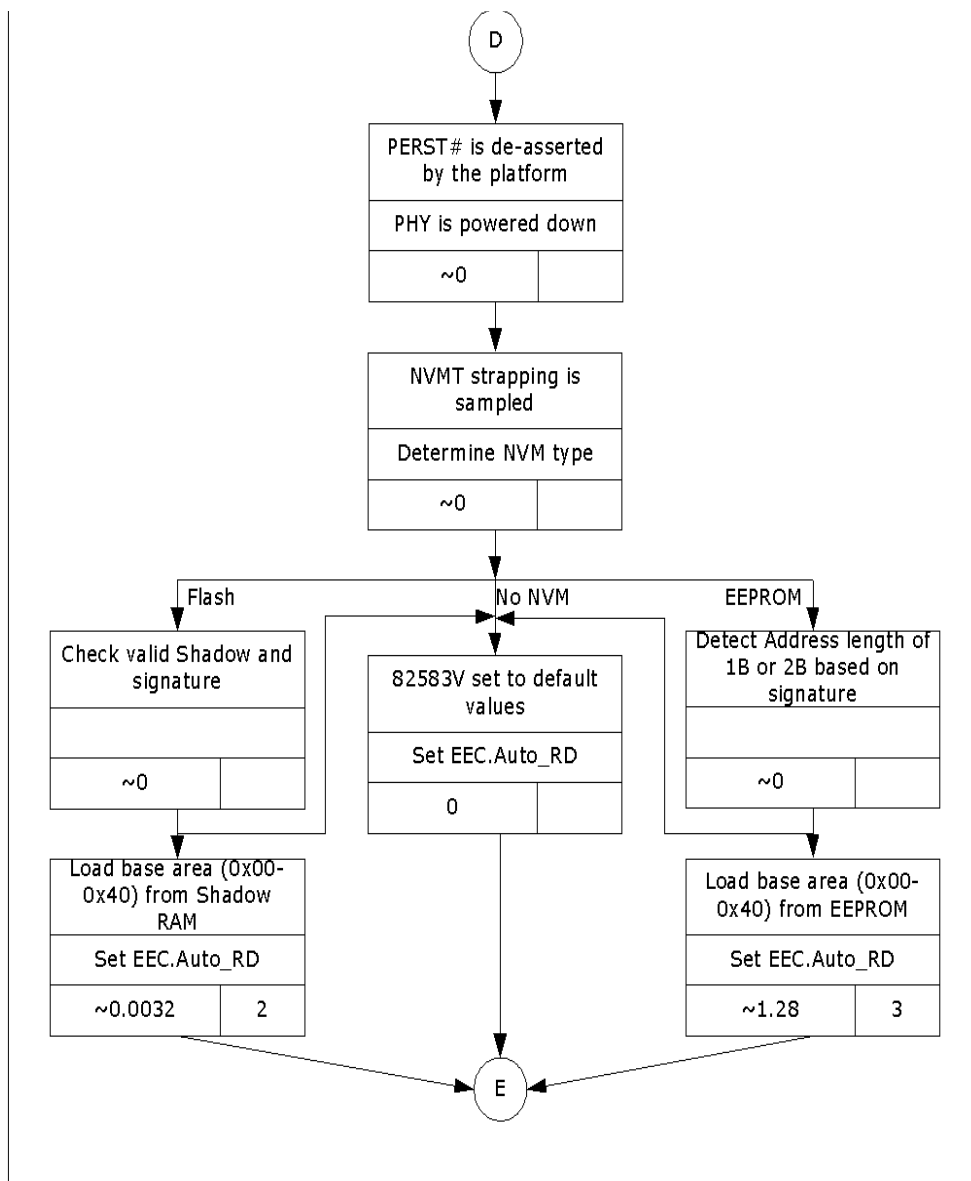 D
PERST# is de-asserted
by the platform
PHY is powered down
~0
NVMT strapping is
sampled
Determine NVM type
~0
Flash
No NVM
EEPROM
Check valid Shadow and
signature
~0
82583V set to default
values
Set EEC.Auto_RD
0
Detect Address length of
1B or 2B based on
signature
~0
Load base area (0x00-
0x40) from Shadow
RAM
Set EEC.Auto_RD
~0.0032
2
Load base area (0x00-
0x40) from EEPROM
Set EEC.Auto_RD
~1.28
3
E